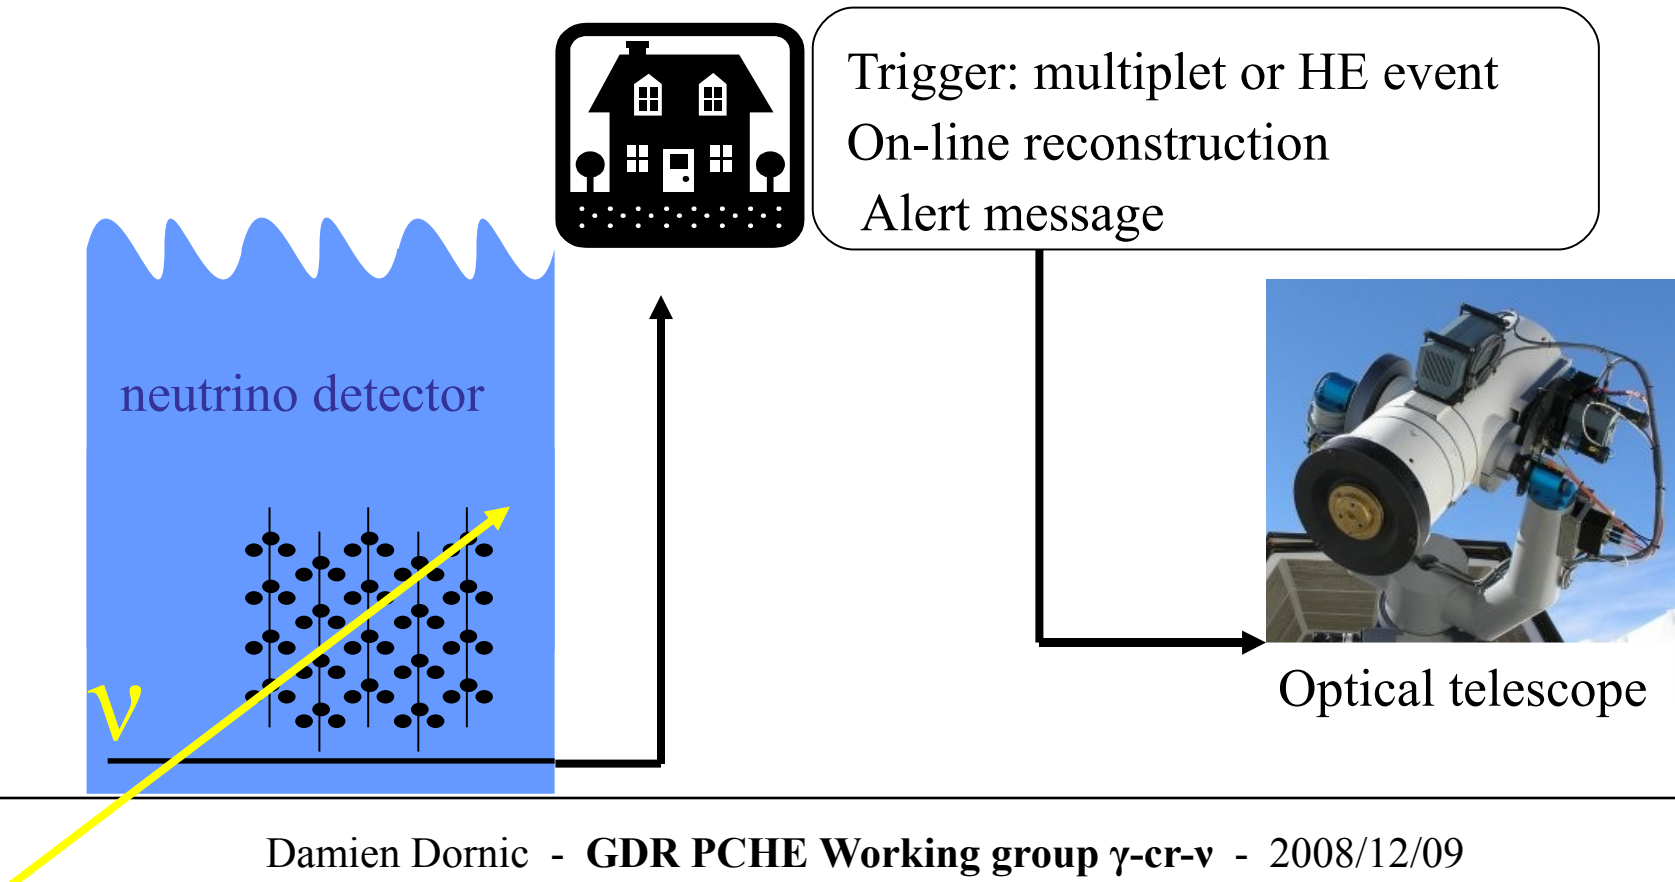 Trigger: multiplet or HE event
On-line reconstruction
Alert message
neutrino detector
ν
Optical telescope
Damien Dornic - GDR PCHE Working group γ-cr-ν - 2008/12/09